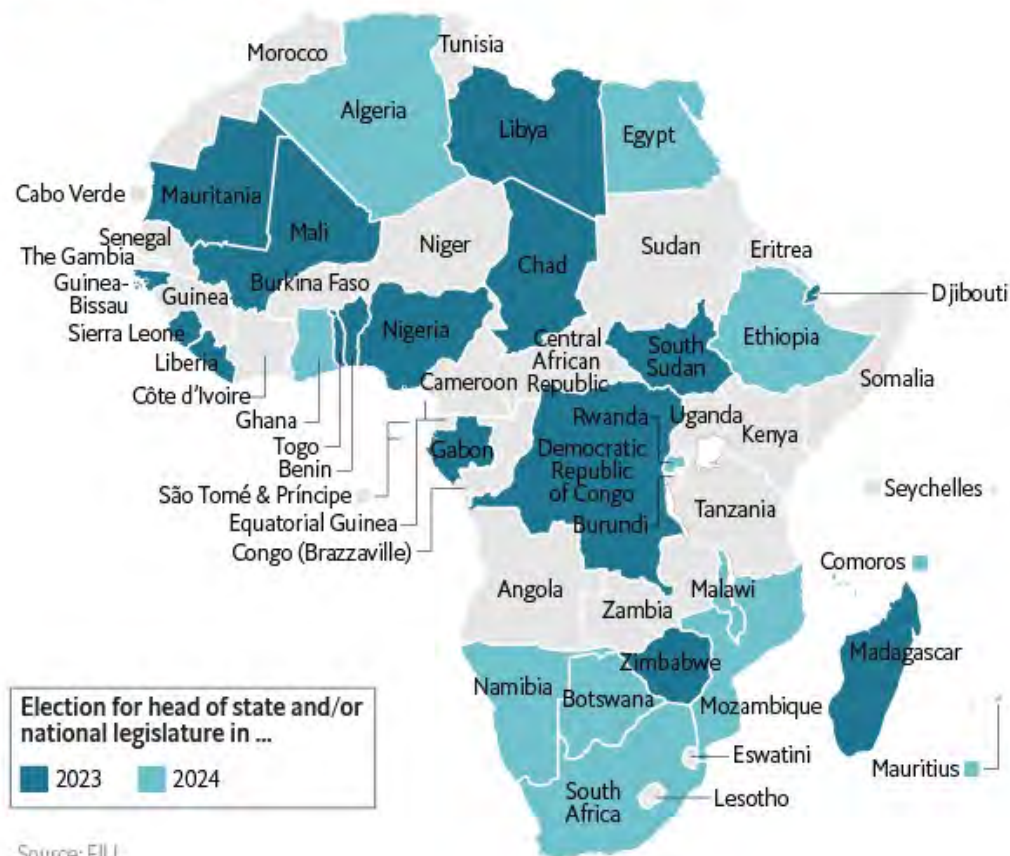 Morocco
Tunisia
Algeria
Libya
Egypt
Cabo Verde
Mauritania
Mali
Niger
Chad
Sudan
Eritrea
Senegal
The Gambia
Guinea-
Bissau
Guinea
Burkina Faso
Djibouti
Sierra Leone
Liberia
Nigeria
Central
African
Republic
South
Sudan
Ethiopia
Somalia
Côte d'Ivoire
Ghana
Togo
Benin
Cameroon
Gabon
Rwanda
Uganda
Kenya
Democratic
Republic
of Congo
São Tomé & Príncipe
Equatorial Guinea
Congo (Brazzaville)
Burundi
Tanzania
Seychelles
Comoros
Angola
Zambia
Malawi
Madagascar
Zimbabwe
Namibia
Botswana
Mozambique
Eswatini
Mauritius
South
Africa
Lesotho
Election for head of state and/or
national legislature in ...
2023 2024
Source: EIU